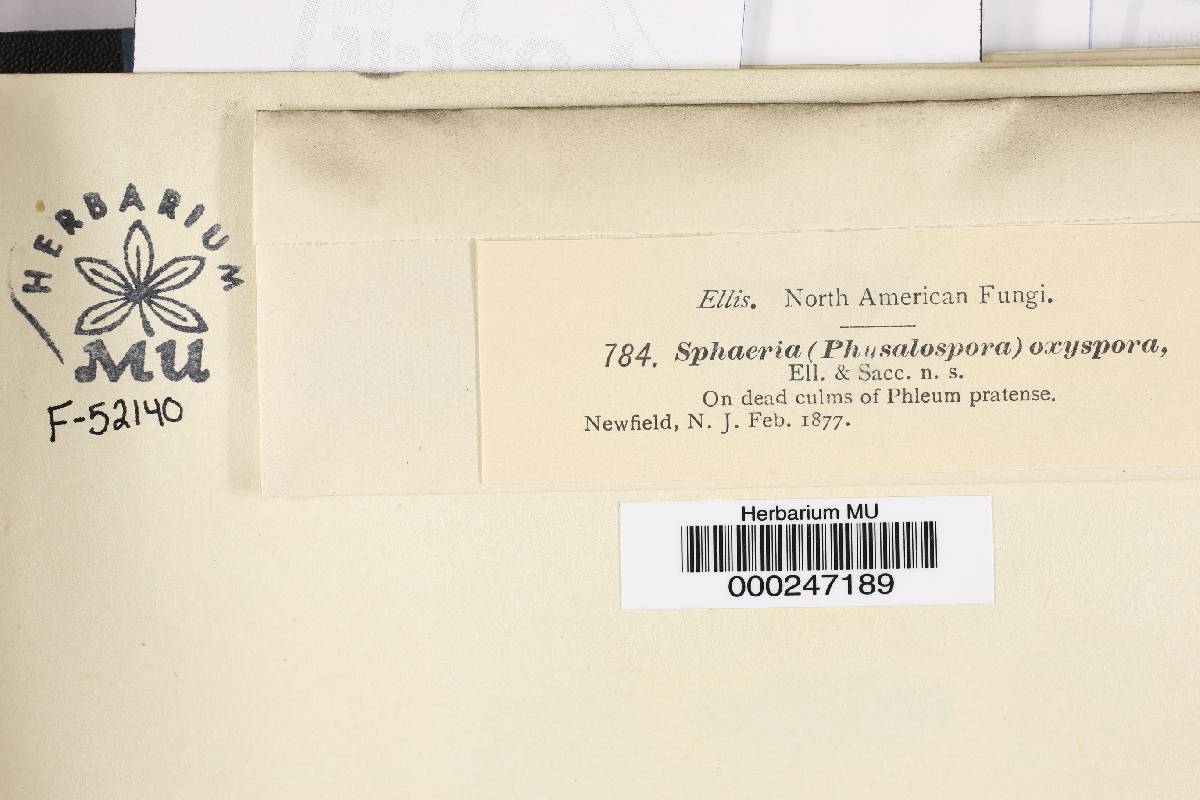 HERBARIUM
MU
F-52140
Ellis. North American Fungi.
784. Sphaeria (Physalospora) oxyspora,
Ell. & Sacc. n. s.
On dead culms of Phleum pratense.
Newfield, N. J. Feb. 1877.
Herbarium MU
000247189